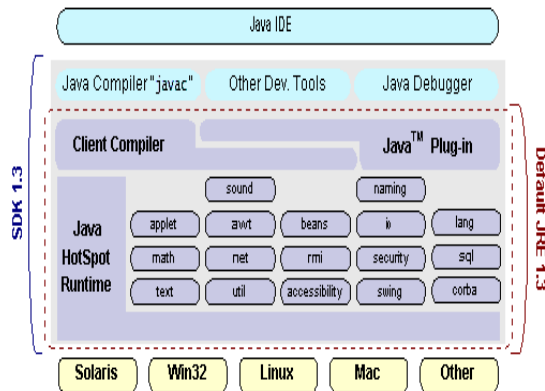 Java IDE
Java Compiler "javac"
Other Dev. Tools
Java Debugger
Client Compiler
Java™ Plug-in
SDK 1.3
Default JRE 1.3
Java
HotSpot
Runtime
sound
naming
applet
awt
beans
io
lang
math
net
rmi
security
sql
text
util
accessibility
swing
corba
Solaris
Win32
Linux
Mac
Other